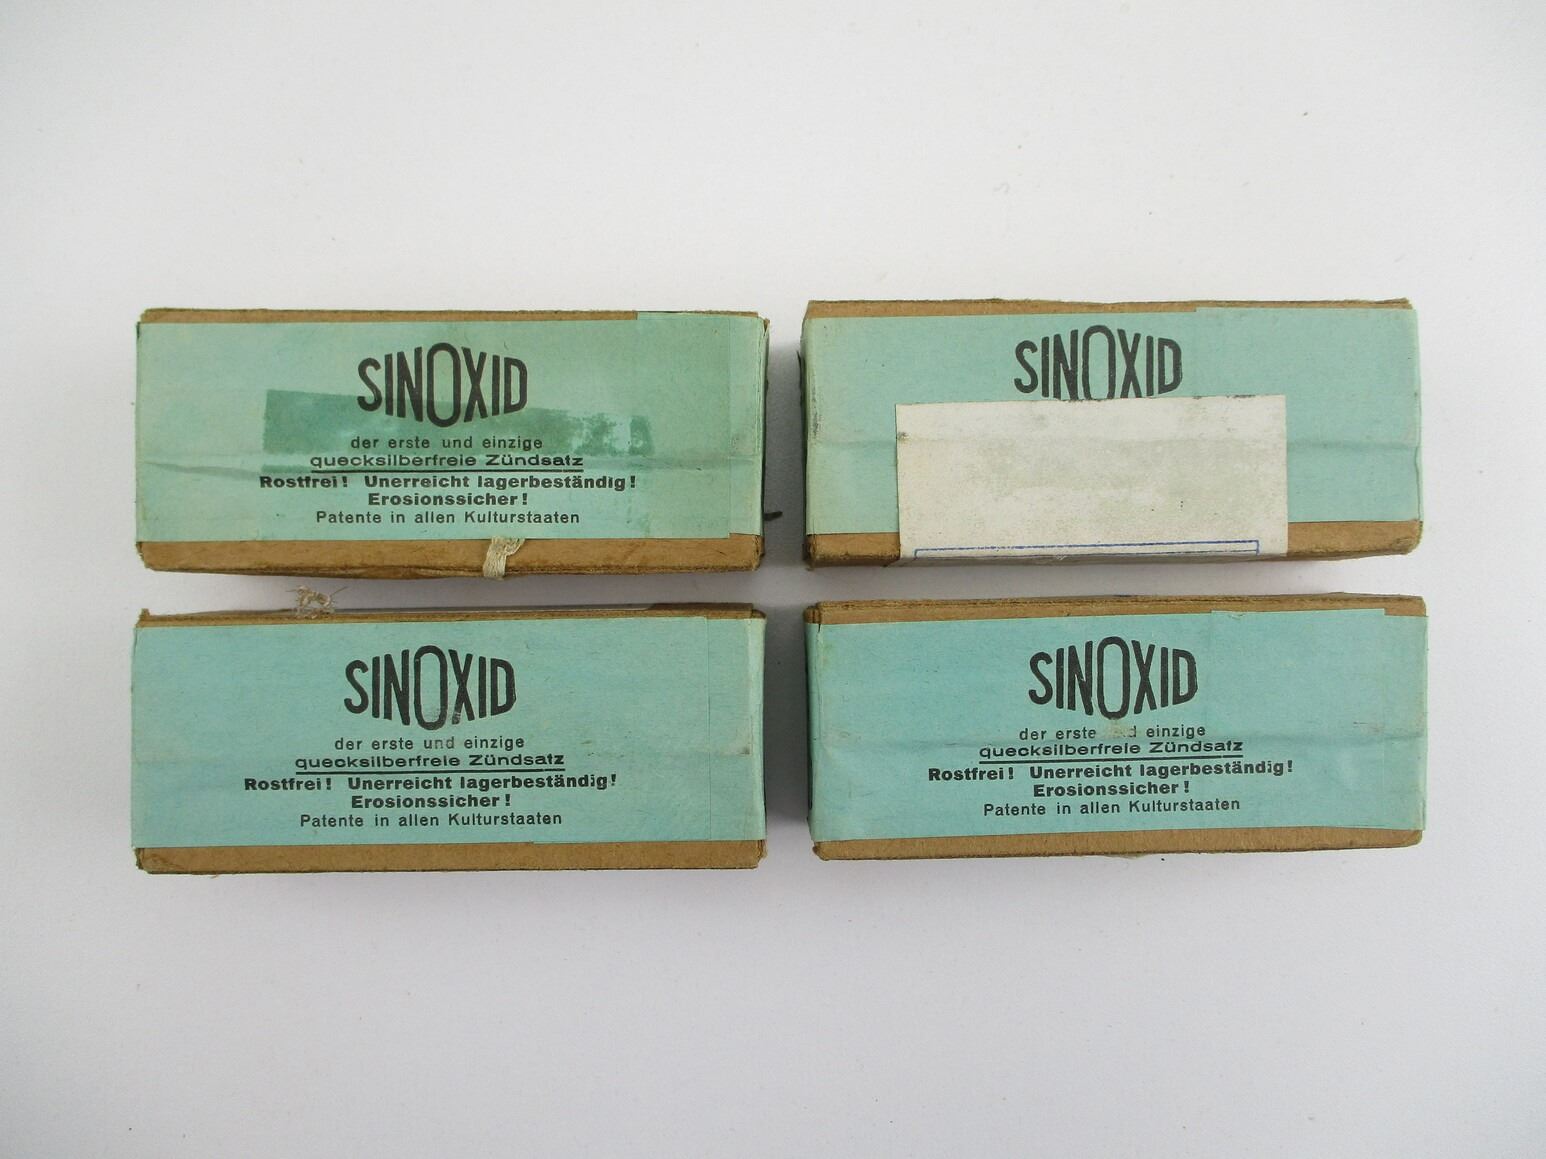 SINOXID
der erste und einzige
quecksilberfreie Zündsatz
Rostfrei! Unerreicht lagerbeständig!
Erosionssicher!
Patente in allen Kulturstaaten
SINOXID
SINOXID
der erste und einzige
quecksilberfreie Zündsatz
Rostfrei! Unerreicht lagerbeständig!
Erosionssicher!
Patente in allen Kulturstaaten
SINOXID
der erste einzige
quecksilberfreie Zündsatz
Rostfrei! Unerreicht lagerbeständig!
Erosionssicher!
Patente in allen Kulturstaaten